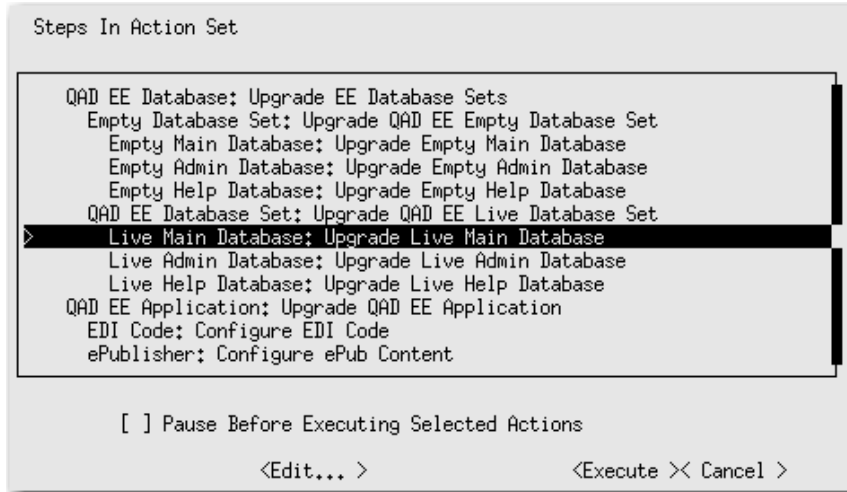 Steps In Action Set
QAD EE Database: Upgrade EE Database Sets
Empty Database Set: Upgrade QAD EE Empty Database Set
Empty Main Database: Upgrade Empty Main Database
Empty Admin Database: Upgrade Empty Admin Database
Empty Help Database: Upgrade Empty Help Database
QAD EE Database Set: Upgrade QAD EE Live Database Set
> Live Main Database: Upgrade Live Main Database
Live Admin Database: Upgrade Live Admin Database
Live Help Database: Upgrade Live Help Database
QAD EE Application: Upgrade QAD EE Application
EDI Code: Configure EDI Code
ePublisher: Configure ePub Content
[ ] Pause Before Executing Selected Actions
<Edit... > <Execute >< Cancel >